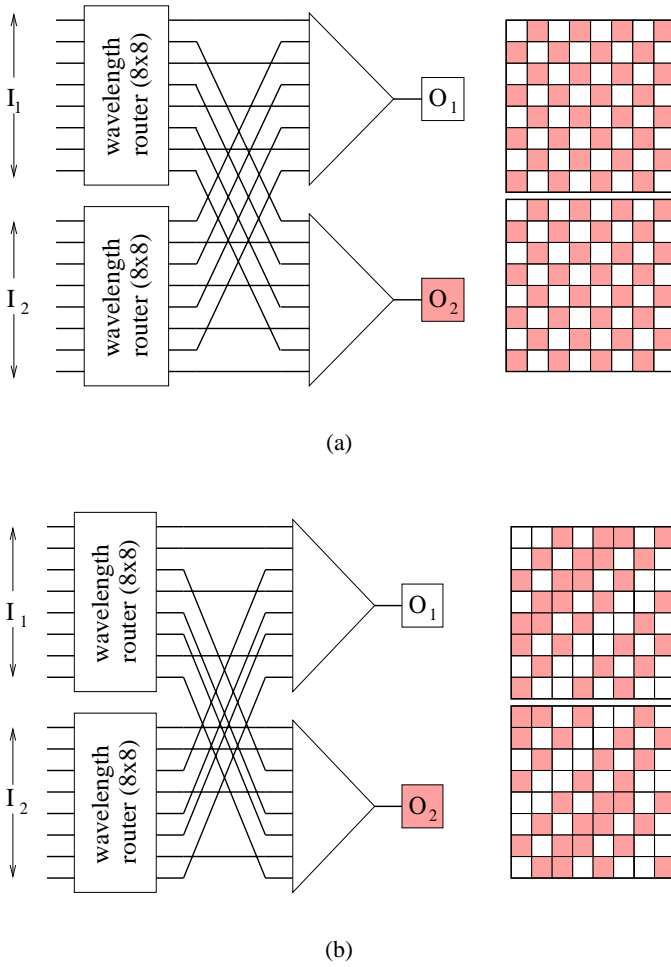 I1
wavelength
router (8x8)
O1
I2
wavelength
router (8x8)
O2
(a)
I1
wavelength
router (8x8)
O1
I2
wavelength
router (8x8)
O2
(b)